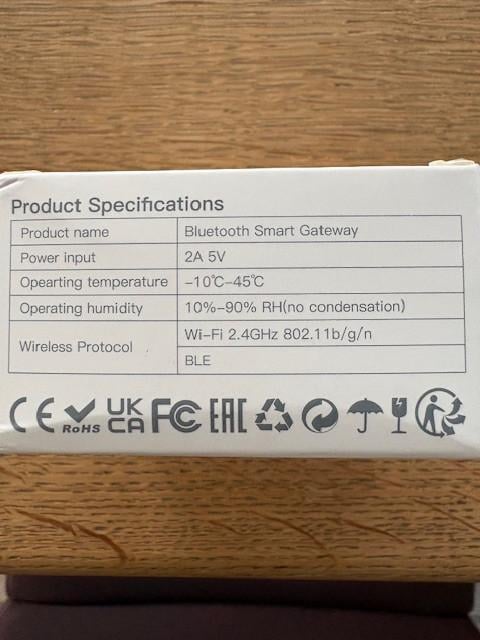 Product Specifications
Product name Bluetooth Smart Gateway
Power input 2A 5V
Opearting temperature -10℃-45℃
Operating humidity 10%-90% RH(no condensation)
Wireless Protocol Wi-Fi 2.4GHz 802.11b/g/n
BLE
CE RoHS UK CA FC EAC